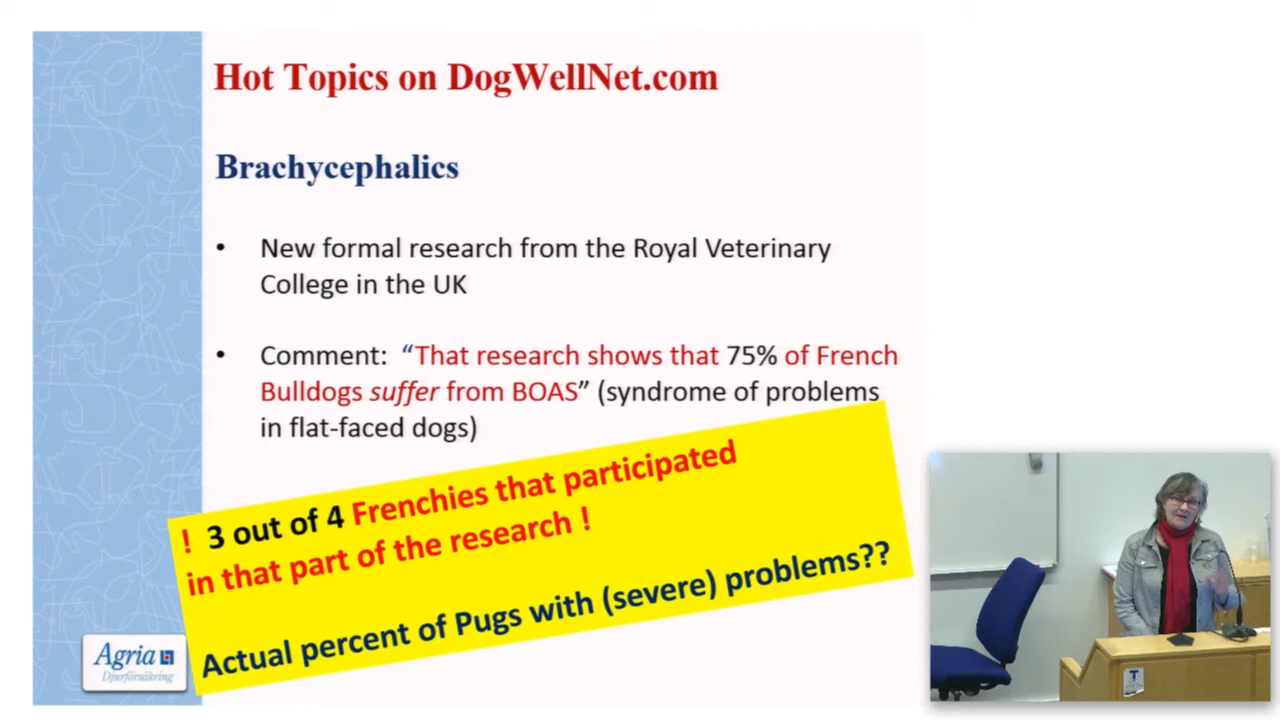 Hot Topics on DogWellNet.com
Brachycephalics
• New formal research from the Royal Veterinary
College in the UK
• Comment: “That research shows that 75% of French
Bulldogs suffer from BOAS” (syndrome of problems
in flat-faced dogs)
! 3 out of 4 Frenchies that participated
in that part of the research !
Actual percent of Pugs with (severe) problems??
Agria
Djurförsäkring